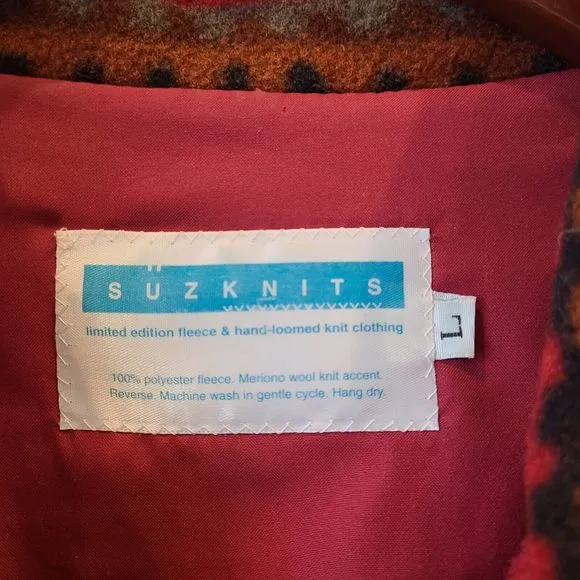 SÜZKNITS
limited edition fleece & hand-loomed knit clothing
L
100% polyester fleece. Meriono wool knit accent.
Reverse. Machine wash in gentle cycle. Hang dry.